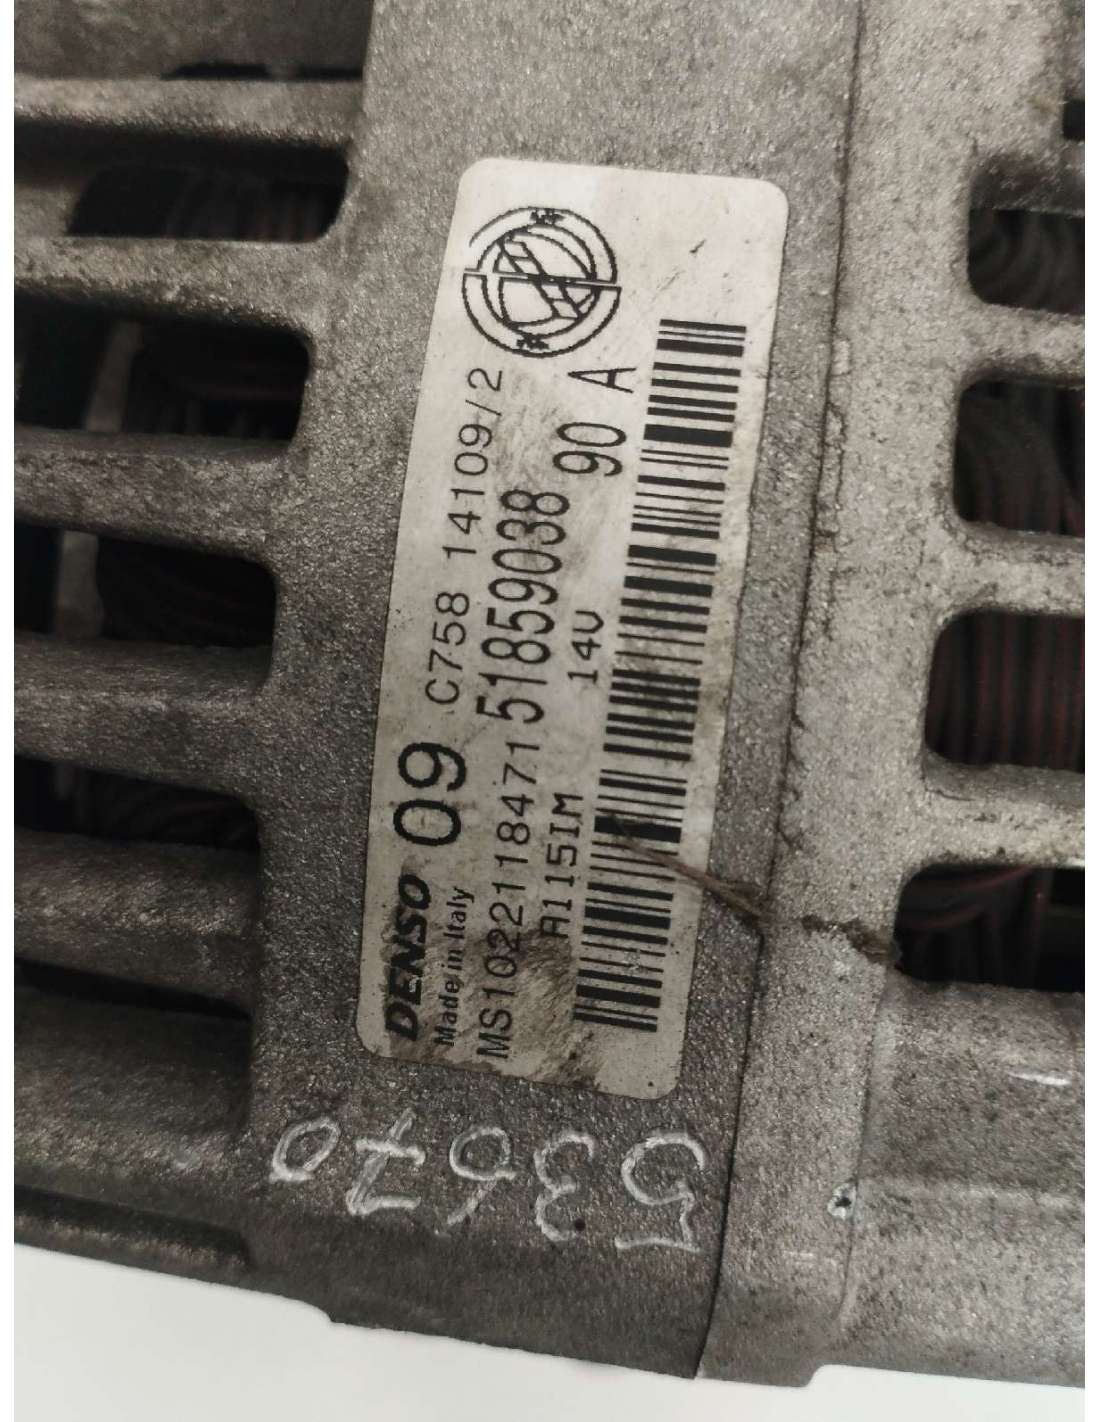 DENSO 09 C758 14109/2
Made in Italy
MS1022118471 51859038 90 A
A115IM 14V
53670